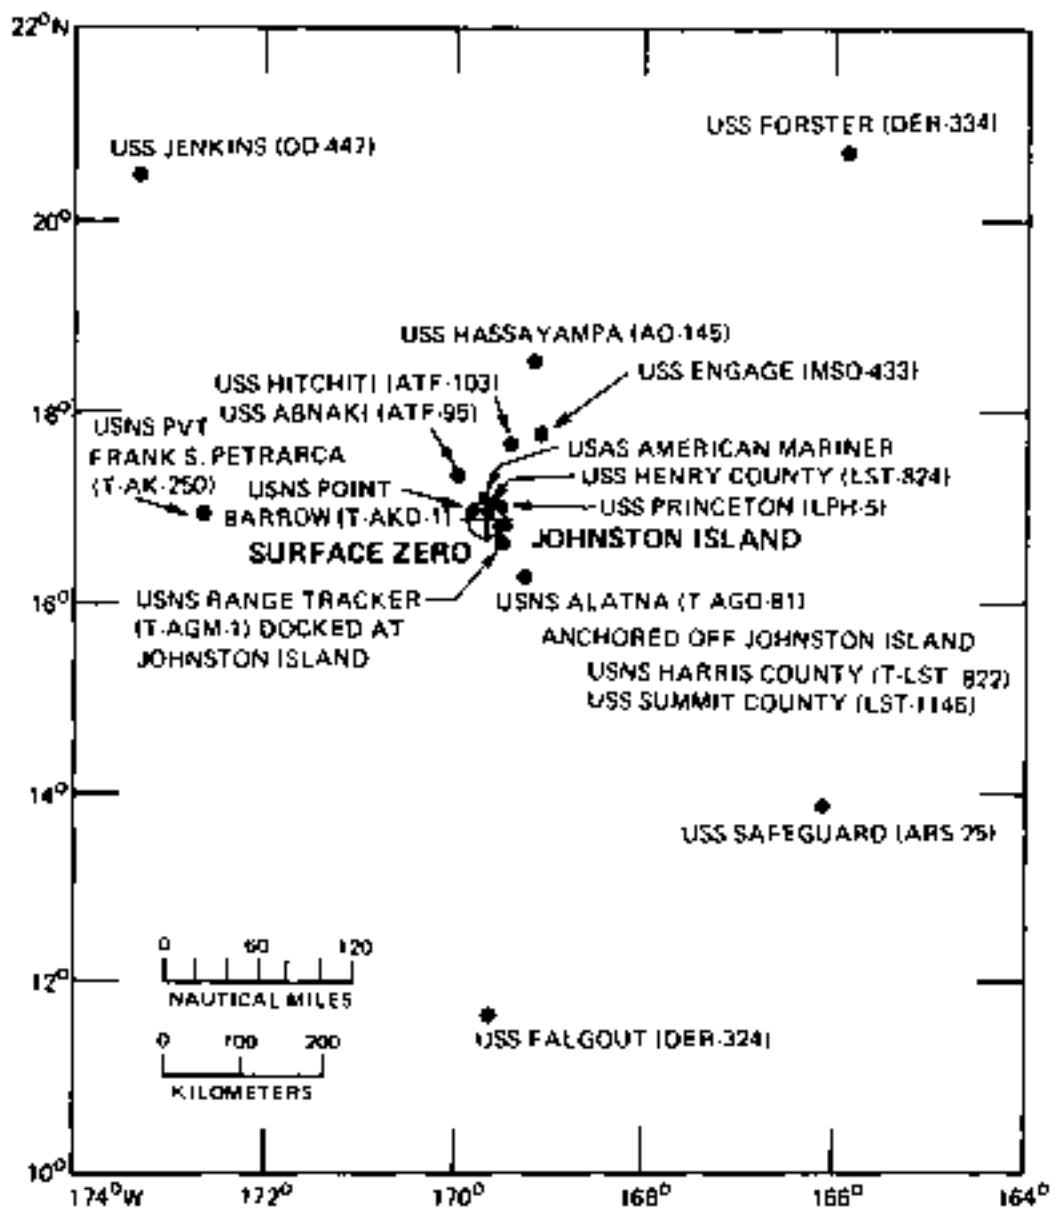 22°N
USS FORSTER (DER-334)
USS JENKINS (DD-447)
20°
USS HASSAYAMPA (AO-145)
USS ENGAGE (MSO-433)
USS HITCHITI (ATF-103)
18°
USS ABNAKI (ATF-95)
USNS PVT
FRANK S. PETRARCA
(T-AK-250)
USAS AMERICAN MARINER
USS HENRY COUNTY (LST-824)
USNS POINT
BARROW (T-AKD-1)
USS PRINCETON (LPH-5)
SURFACE ZERO
JOHNSTON ISLAND
16°
USNS RANGE TRACKER
(T-AGM-1) DOCKED AT
JOHNSTON ISLAND
USNS ALATNA (T AGO-81)
ANCHORED OFF JOHNSTON ISLAND
USNS HARRIS COUNTY (T-LST 822)
USS SUMMIT COUNTY (LST-1146)
14°
USS SAFEGUARD (ARS 25)
0 60 120
12°
NAUTICAL MILES
USS FALGOUT (DER-324)
0 100 200
KILOMETERS
10°
174°W 172° 170° 168° 166° 164°